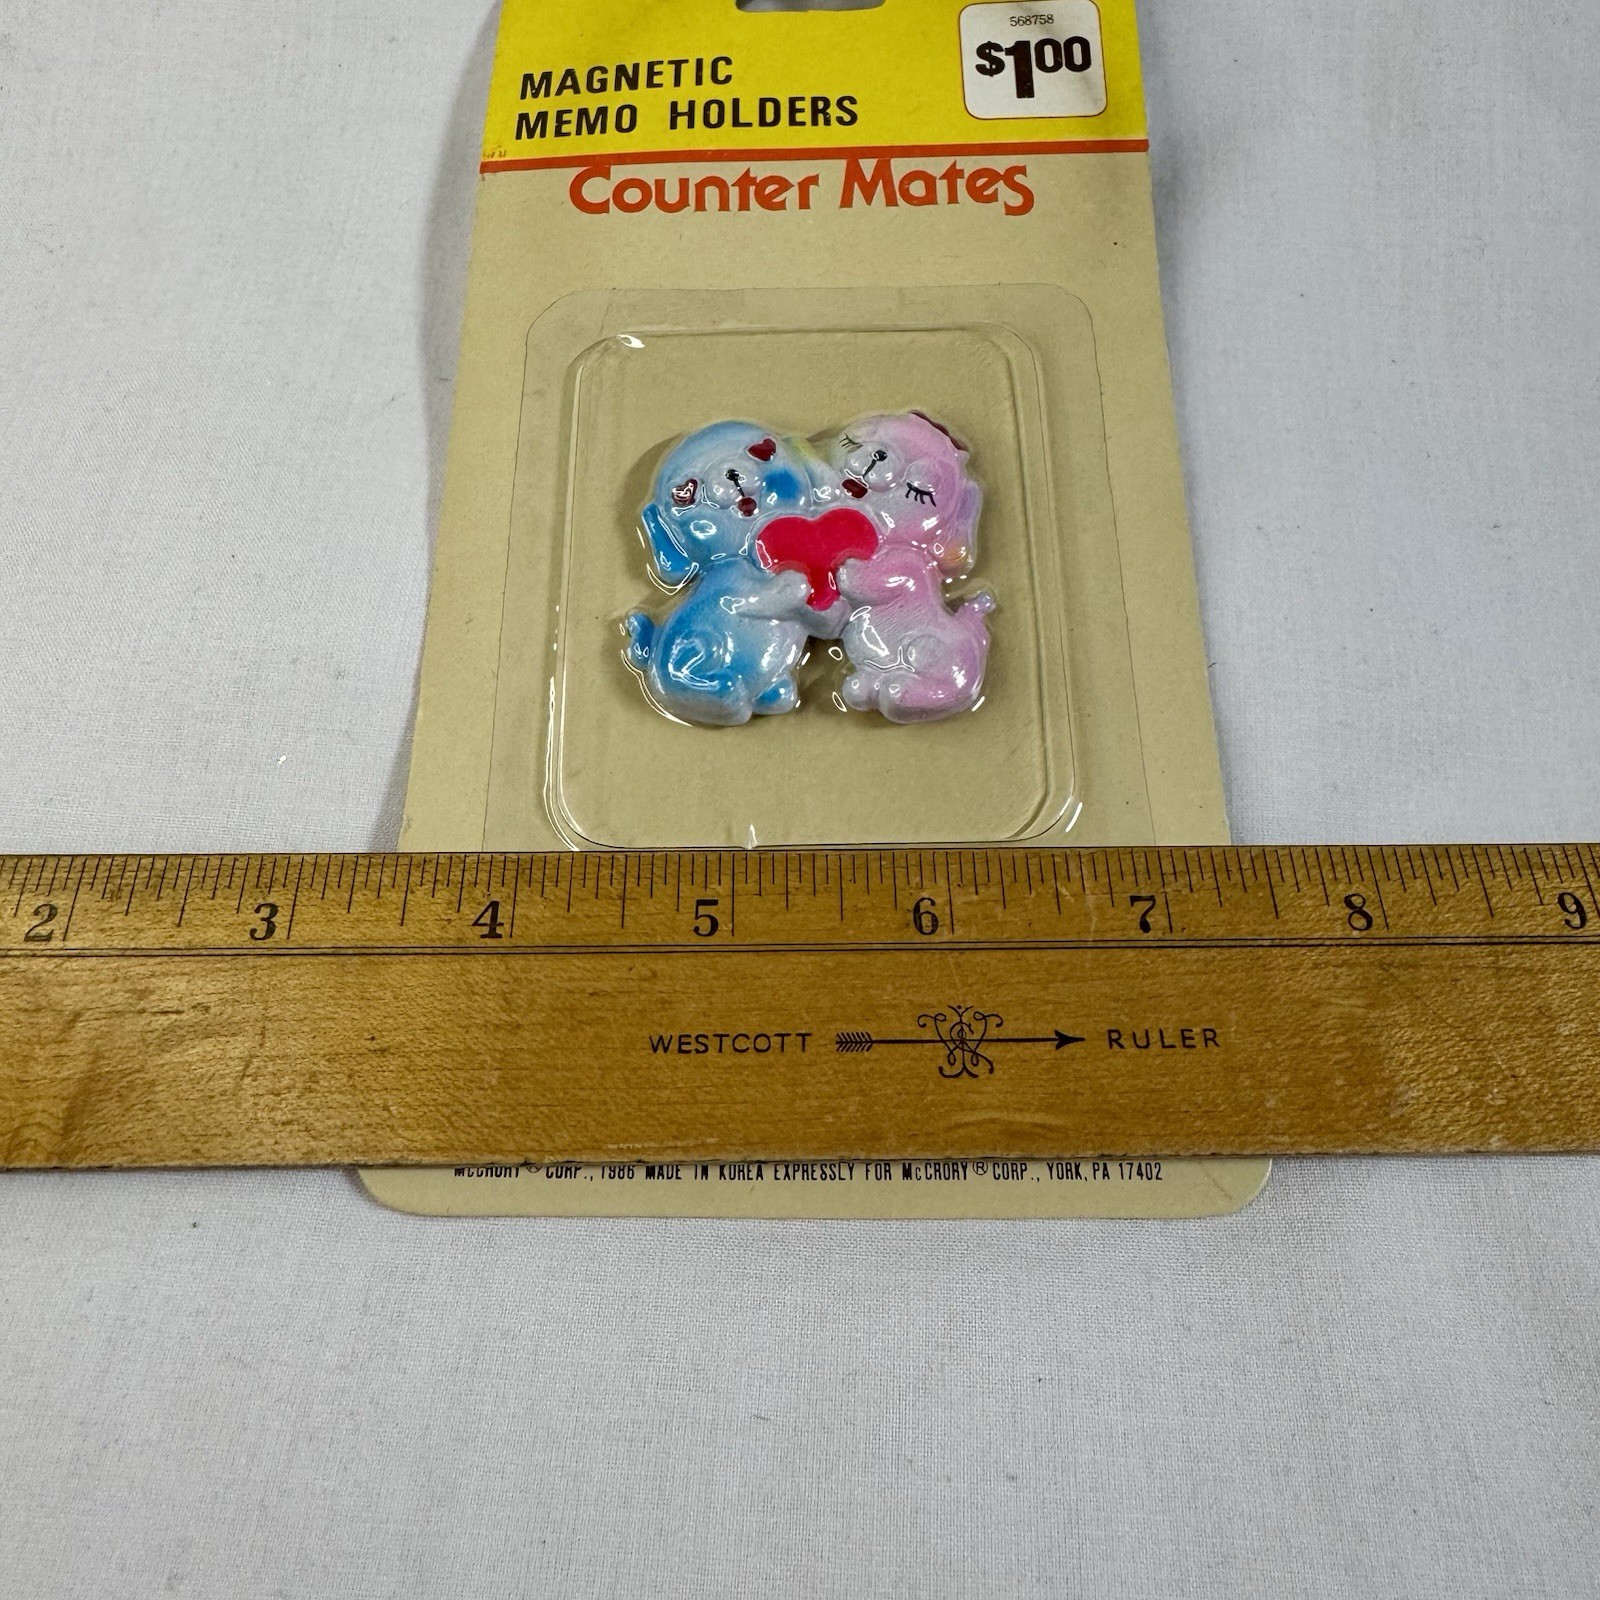 568758
$1.00
MAGNETIC
MEMO HOLDERS
Counter Mates
2 3 4 5 6 7 8 9
WESTCOTT RULER
McCRORY® CORP., 1986 MADE IN KOREA EXPRESSLY FOR McCRORY® CORP., YORK, PA 17402